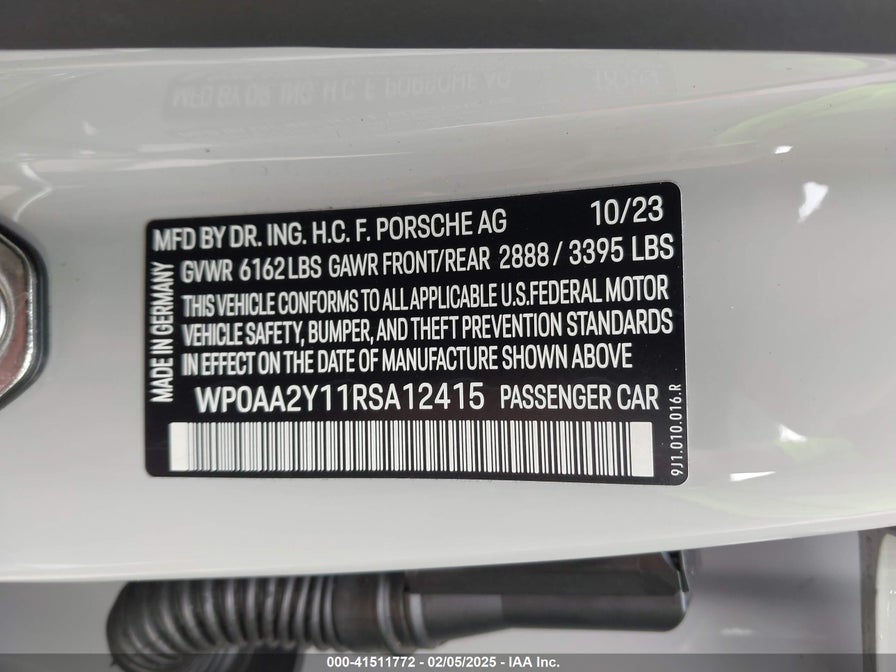 MFD BY DR. ING. H.C. F. PORSCHE AG 10/23
GVWR 6162 LBS GAWR FRONT/REAR 2888 / 3395 LBS
THIS VEHICLE CONFORMS TO ALL APPLICABLE U.S.FEDERAL MOTOR
VEHICLE SAFETY, BUMPER, AND THEFT PREVENTION STANDARDS
IN EFFECT ON THE DATE OF MANUFACTURE SHOWN ABOVE
WP0AA2Y11RSA12415 PASSENGER CAR
MADE IN GERMANY
9J1.010.016.R
000-41511772 - 02/05/2025 - IAA Inc.